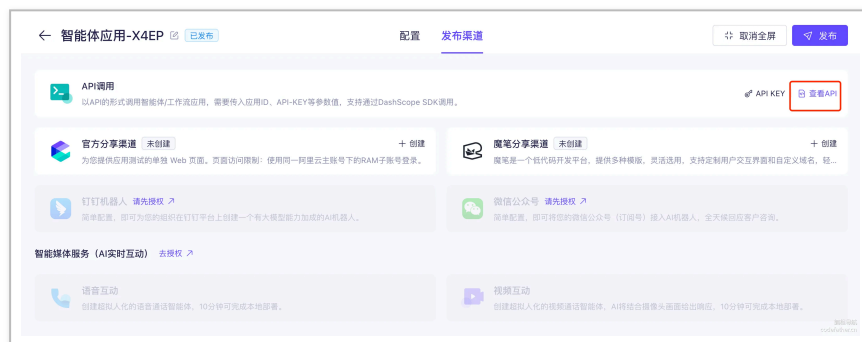 智能体应用-X4EP 已发布 配置 发布渠道 取消全屏 发布
API调用
以API的形式调用智能体/工作流应用，需要传入应用ID、API-KEY等参数值，支持通过DashScope SDK调用。
API KEY 查看API
官方分享渠道 未创建 + 创建
为您提供应用测试的单独 Web 页面。页面访问限制：使用同一阿里云主账号下的RAM子账号登录。
魔笔分享渠道 未创建 + 创建
魔笔是一个低代码开发平台，提供多种模版，灵活选用，支持定制用户交互界面和自定义域名，轻...
钉钉机器人 请先授权
简单配置，即可为您的组织在钉钉平台上创建一个有大模型能力加成的AI机器人。
微信公众号 请先授权
简单配置，即可将您的微信公众号（订阅号）接入AI机器人，全天候回应客户咨询。
智能媒体服务（AI实时互动） 去授权
语音互动
创建超拟人化的语音通话智能体，10分钟可完成本地部署。
视频互动
创建超拟人化的视频通话智能体，AI将结合摄像头画面给出响应，10分钟可完成本地部署。